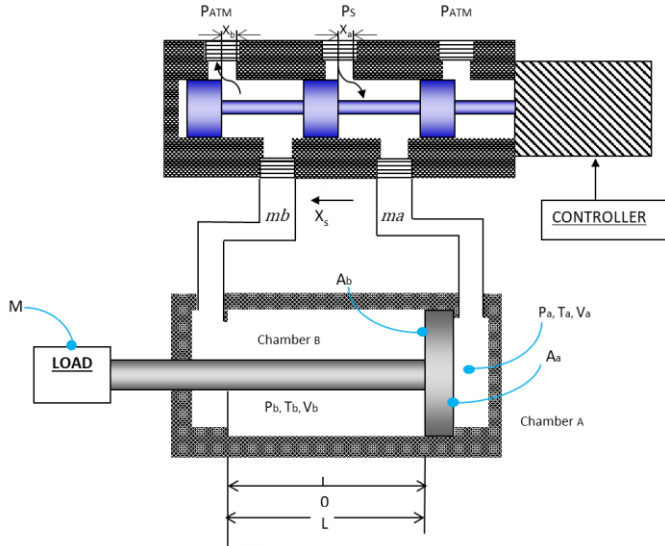 PATM PS PATM
Xb Xa
mb Xs ma
CONTROLLER
Ab
M
Pa, Ta, Va
LOAD
Chamber B
Aa
Pb, Tb, Vb
Chamber A
I
0
L